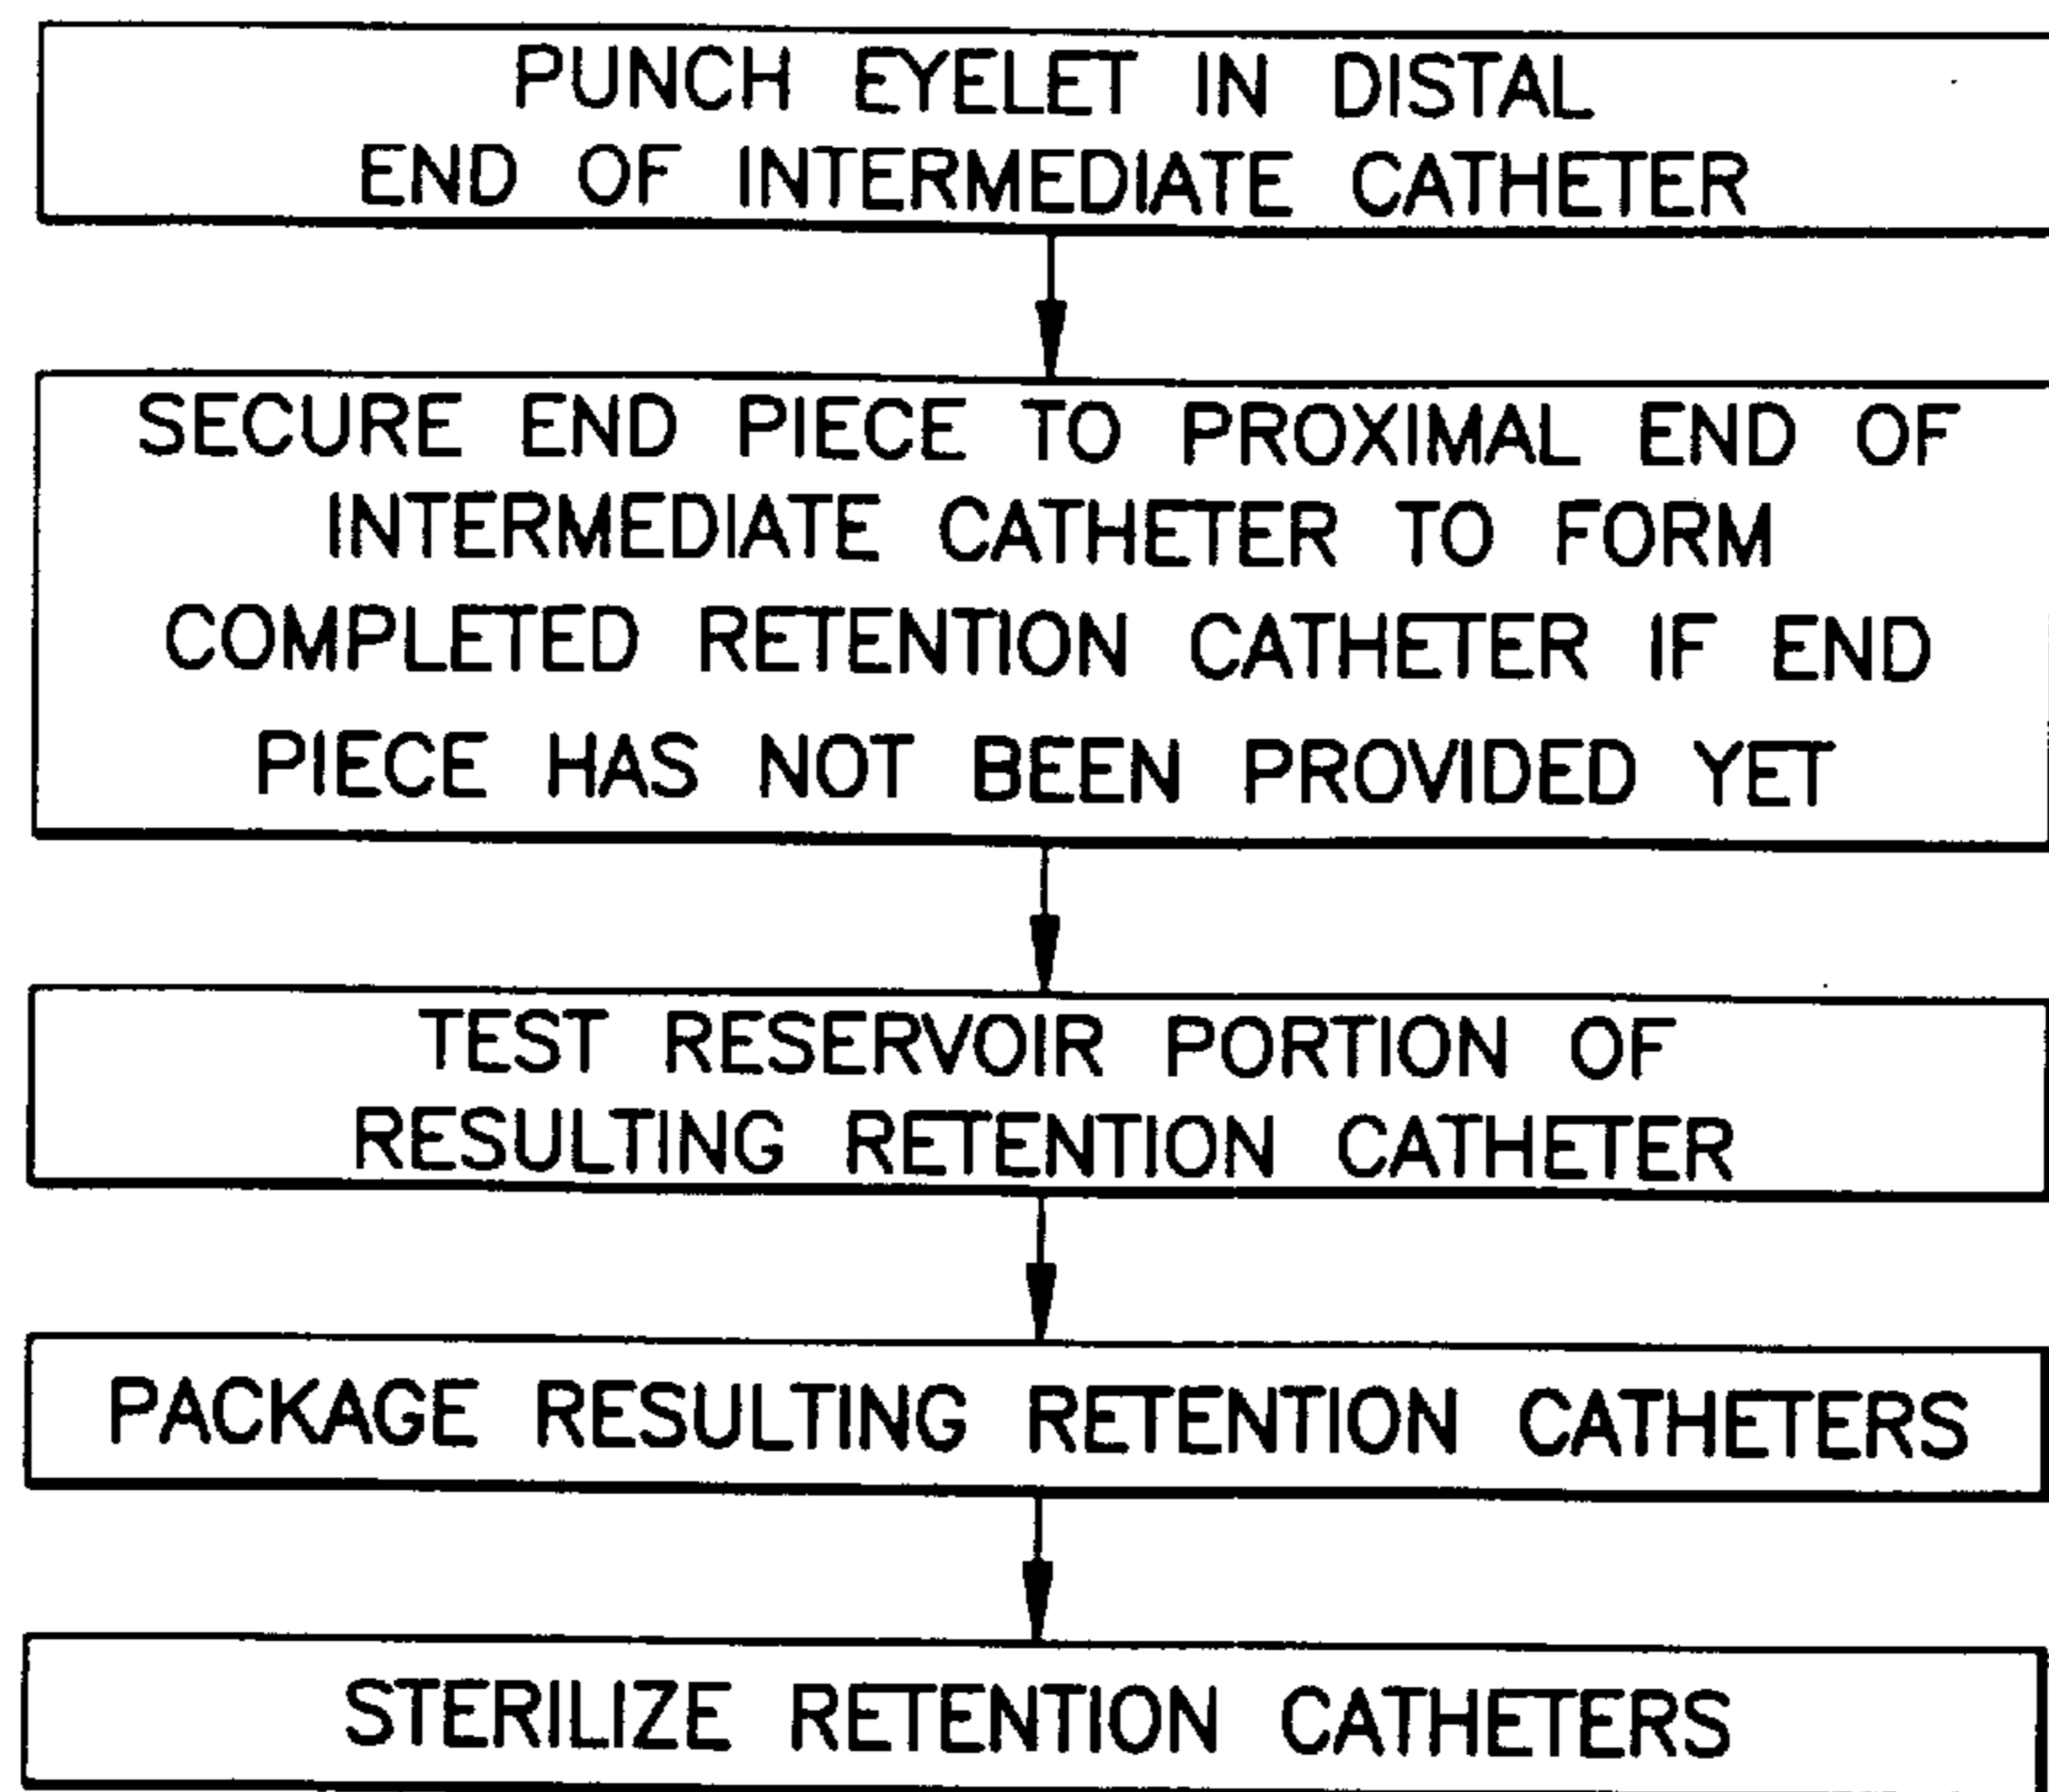 PUNCH EYELET IN DISTAL
END OF INTERMEDIATE CATHETER
SECURE END PIECE TO PROXIMAL END OF
INTERMEDIATE CATHETER TO FORM
COMPLETED RETENTION CATHETER IF END
PIECE HAS NOT BEEN PROVIDED YET
TEST RESERVOIR PORTION OF
RESULTING RETENTION CATHETER
PACKAGE RESULTING RETENTION CATHETERS
STERILIZE RETENTION CATHETERS